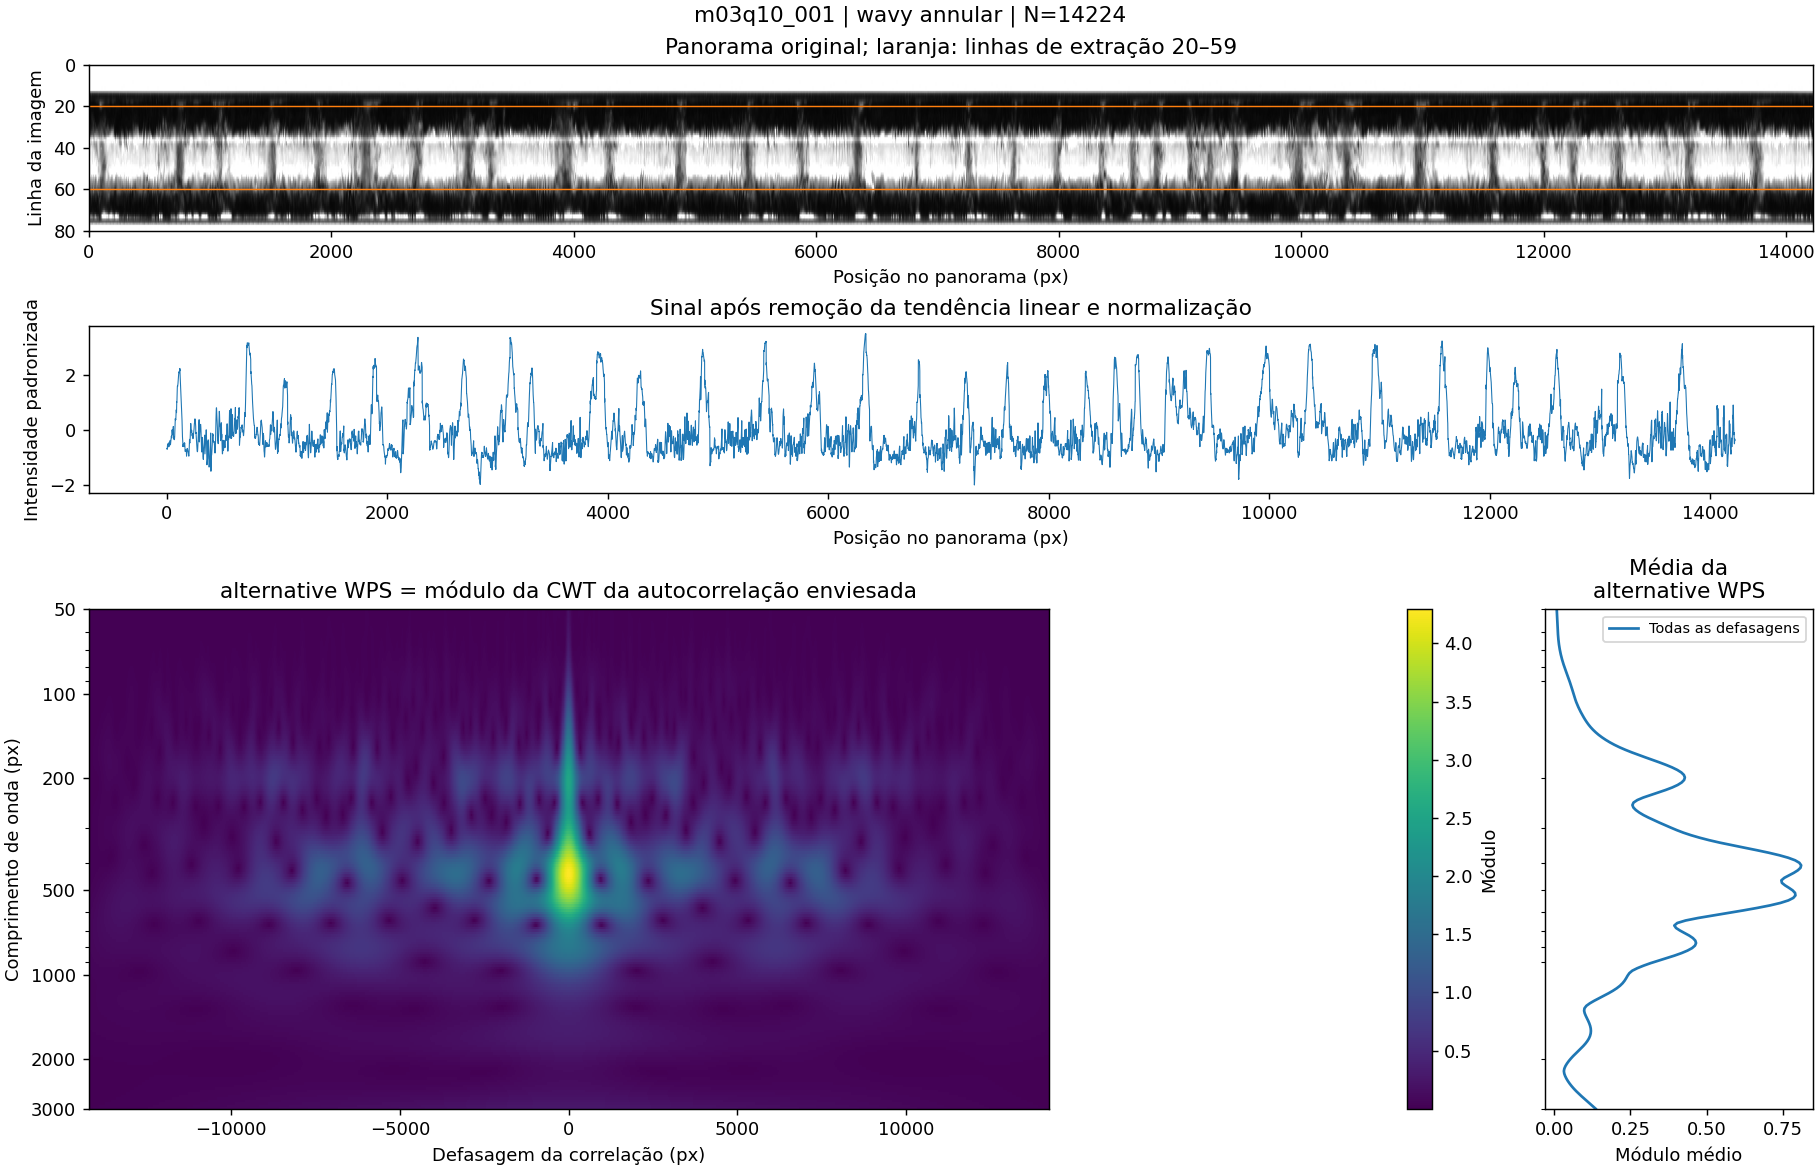 m03q10_001 | wavy annular | N=14224
Panorama original; laranja: linhas de extração 20–59
Linha da imagem
0
20
40
60
80
0 2000 4000 6000 8000 10000 12000 14000
Posição no panorama (px)
Sinal após remoção da tendência linear e normalização
Intensidade padronizada
2
0
−2
0 2000 4000 6000 8000 10000 12000 14000
Posição no panorama (px)
alternative WPS = módulo da CWT da autocorrelação enviesada
Comprimento de onda (px)
50
100
200
500
1000
2000
3000
−10000 −5000 0 5000 10000
Defasagem da correlação (px)
4.0
3.5
3.0
2.5
2.0
1.5
1.0
0.5
Módulo
Média da
alternative WPS
Todas as defasagens
0.00 0.25 0.50 0.75
Módulo médio